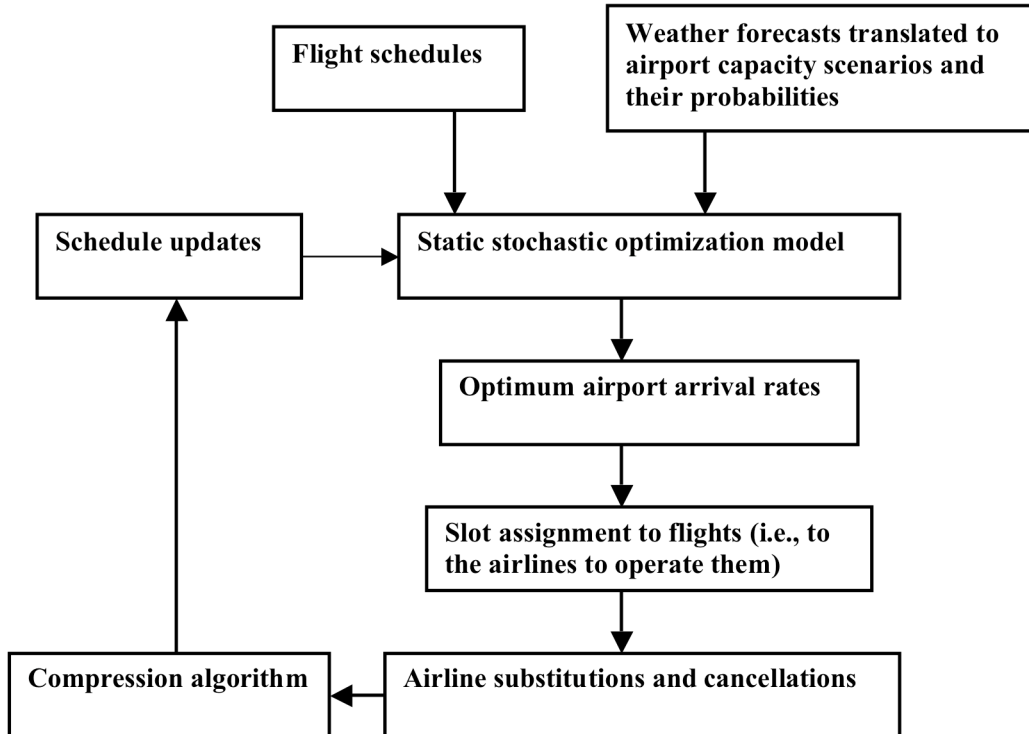 Flight schedules
Weather forecasts translated to
airport capacity scenarios and
their probabilities
Schedule updates
Static stochastic optimization model
Optimum airport arrival rates
Slot assignment to flights (i.e., to
the airlines to operate them)
Compression algorithm
Airline substitutions and cancellations